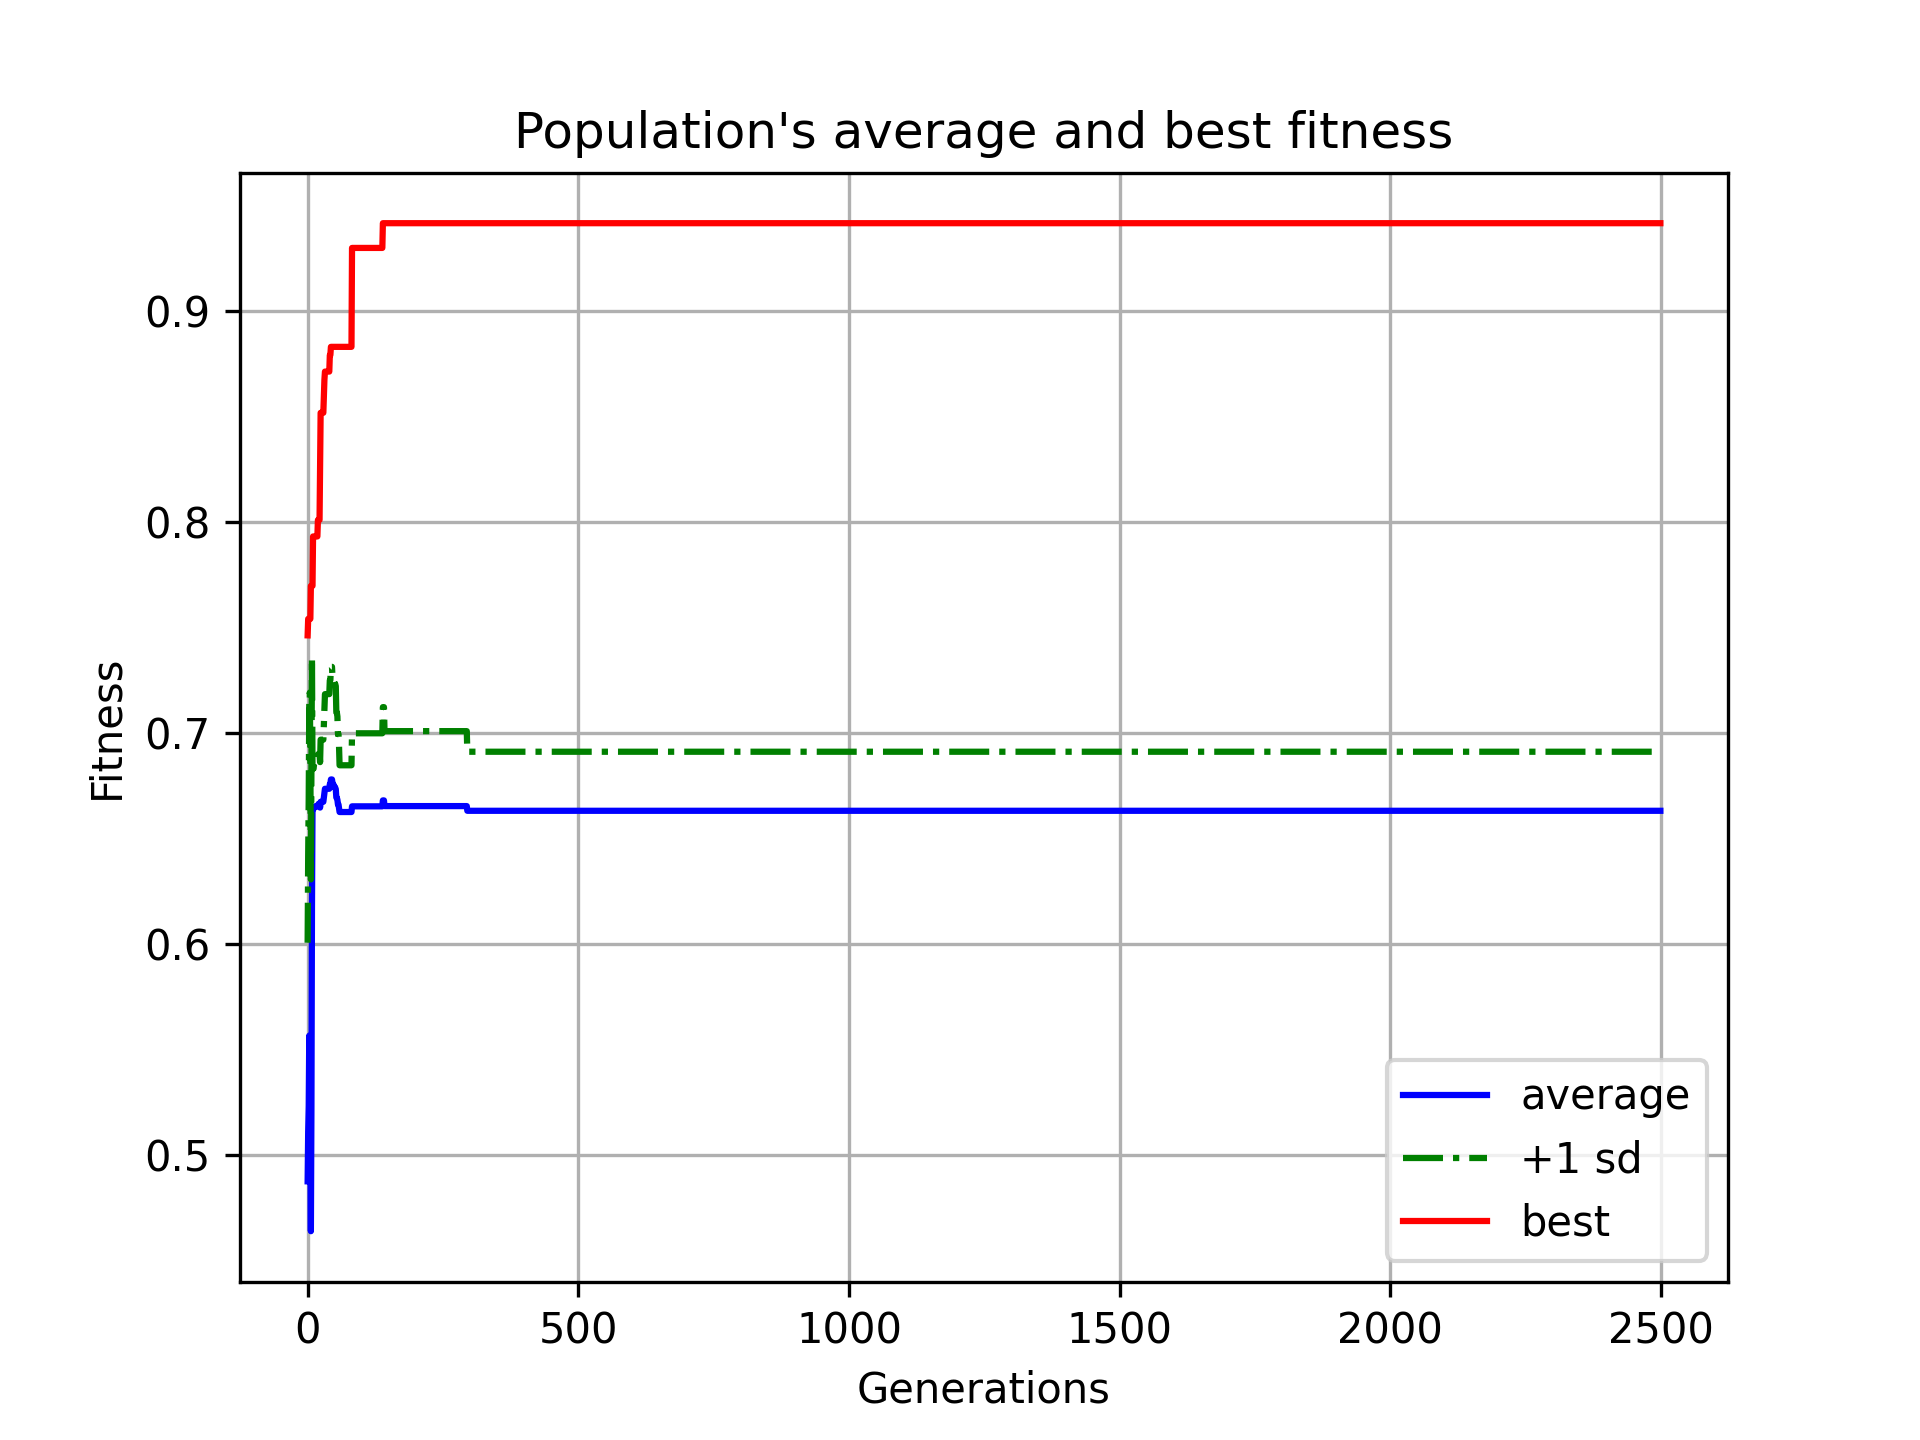 Population's average and best fitness
Fitness
0.9
0.8
0.7
0.6
0.5
average
+1 sd
best
0 500 1000 1500 2000 2500
Generations